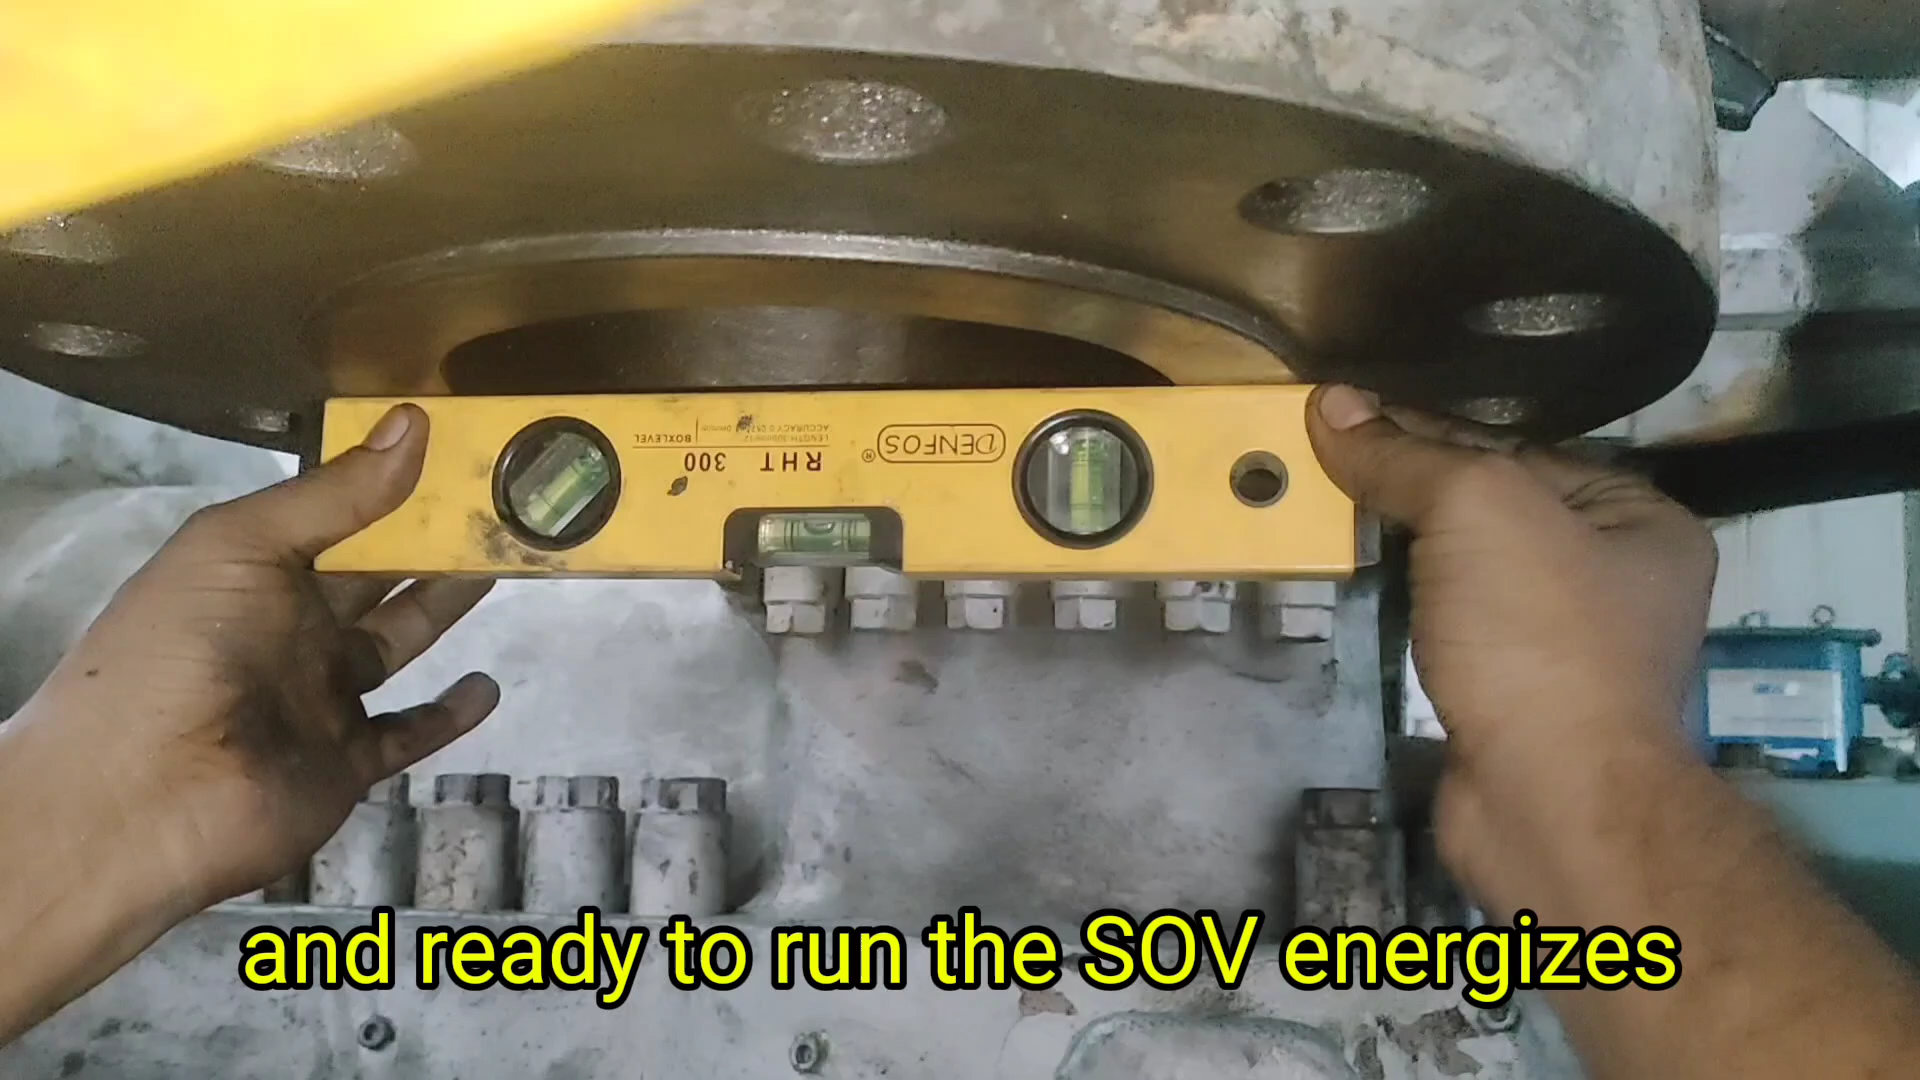 DENFOS®
RHT 300
BOXLEVEL
and ready to run the SOV energizes